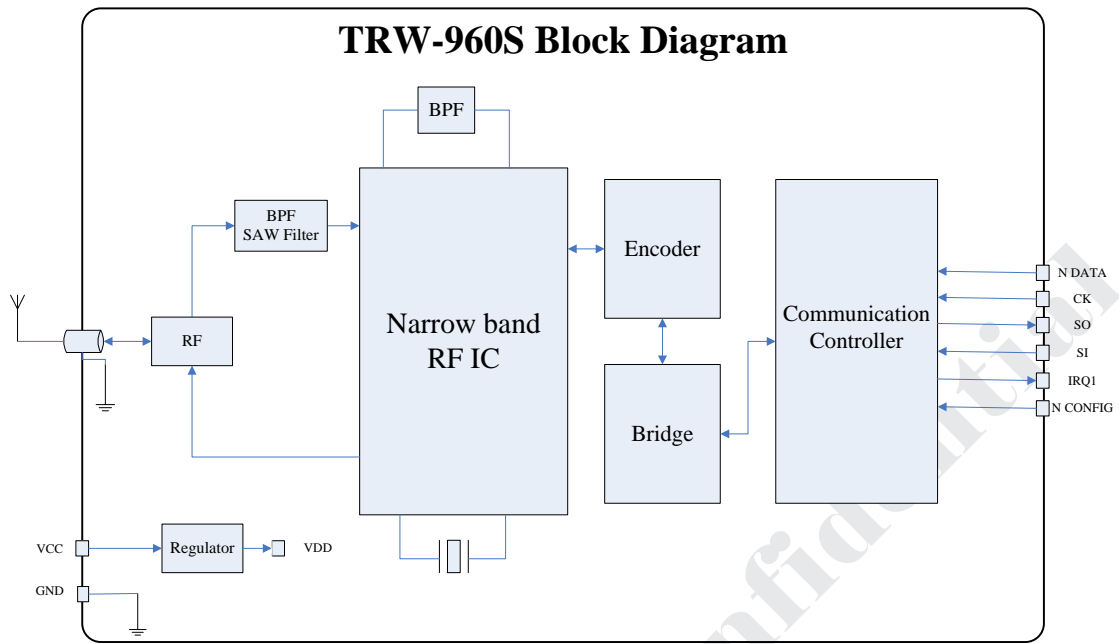 TRW-960S Block Diagram
BPF
BPF
SAW Filter
Encoder
Narrow band
RF IC
RF
Communication
Controller
Bridge
N DATA
CK
SO
SI
IRQ1
N CONFIG
VCC
Regulator
VDD
GND